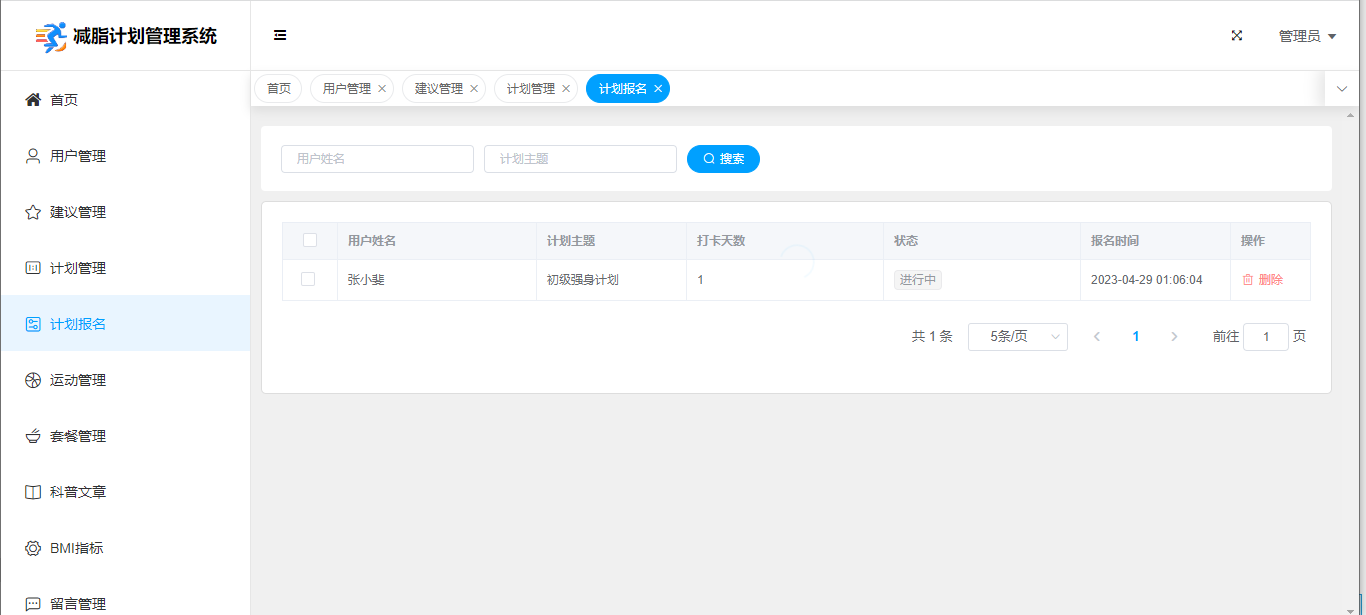 减脂计划管理系统
管理员
首页
用户管理
建议管理
计划管理
计划报名
运动管理
套餐管理
科普文章
BMI指标
留言管理
首页 用户管理 建议管理 计划管理 计划报名
用户姓名 计划主题 搜索
用户姓名 计划主题 打卡天数 状态 报名时间 操作
张小斐 初级强身计划 1 进行中 2023-04-29 01:06:04 删除
共 1 条 5条/页 1 前往 1 页